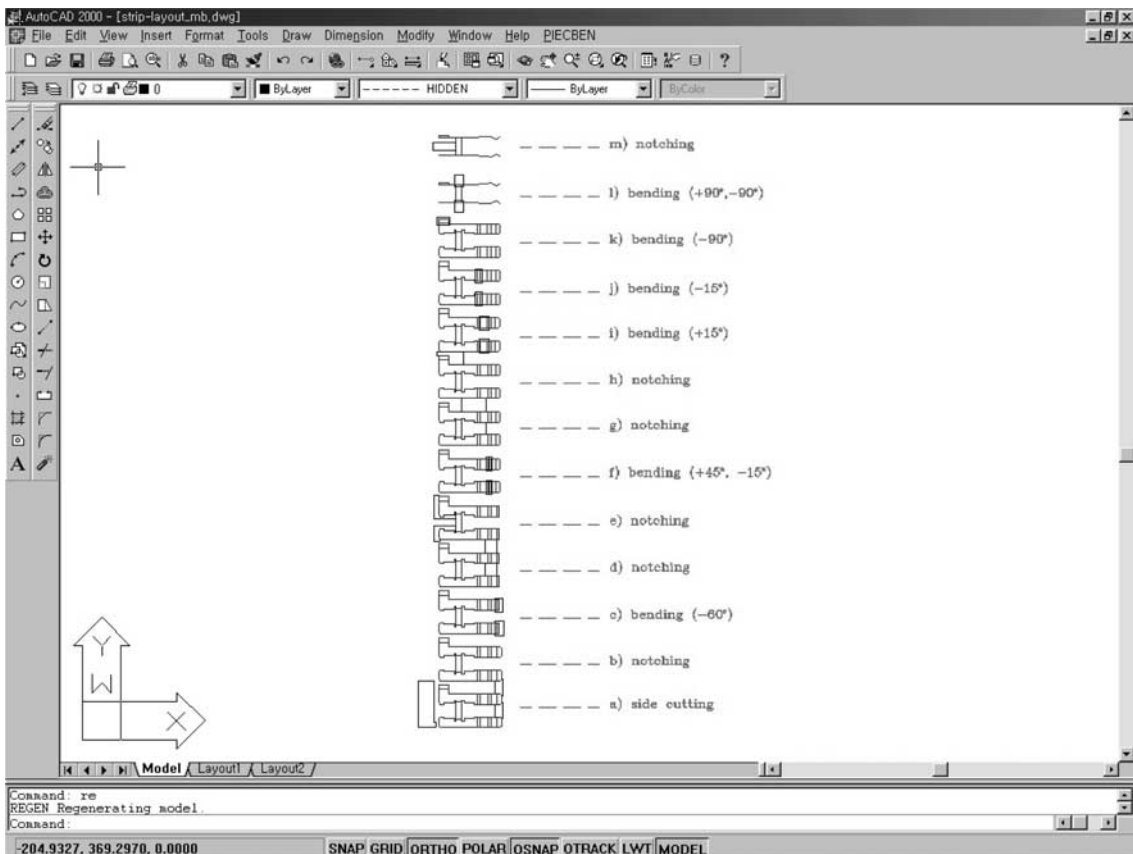 AutoCAD 2000 - [strip-layout_mb.dwg]
File Edit View Insert Format Tools Draw Dimension Modify Window Help PIECBEN
0 ByLayer HIDDEN ByLayer ByColor
m) notching
l) bending (+90°,-90°)
k) bending (-90°)
j) bending (-15°)
i) bending (+15°)
h) notching
g) notching
f) bending (+45°, -15°)
e) notching
d) notching
c) bending (-60°)
b) notching
a) side cutting
Y
W
X
A
Model Layout1 Layout2
Command: re
REGEN Regenerating model.
Command:
-204.9327, 369.2970, 0.0000 SNAP GRID ORTHO POLAR OSNAP OTRACK LWT MODEL